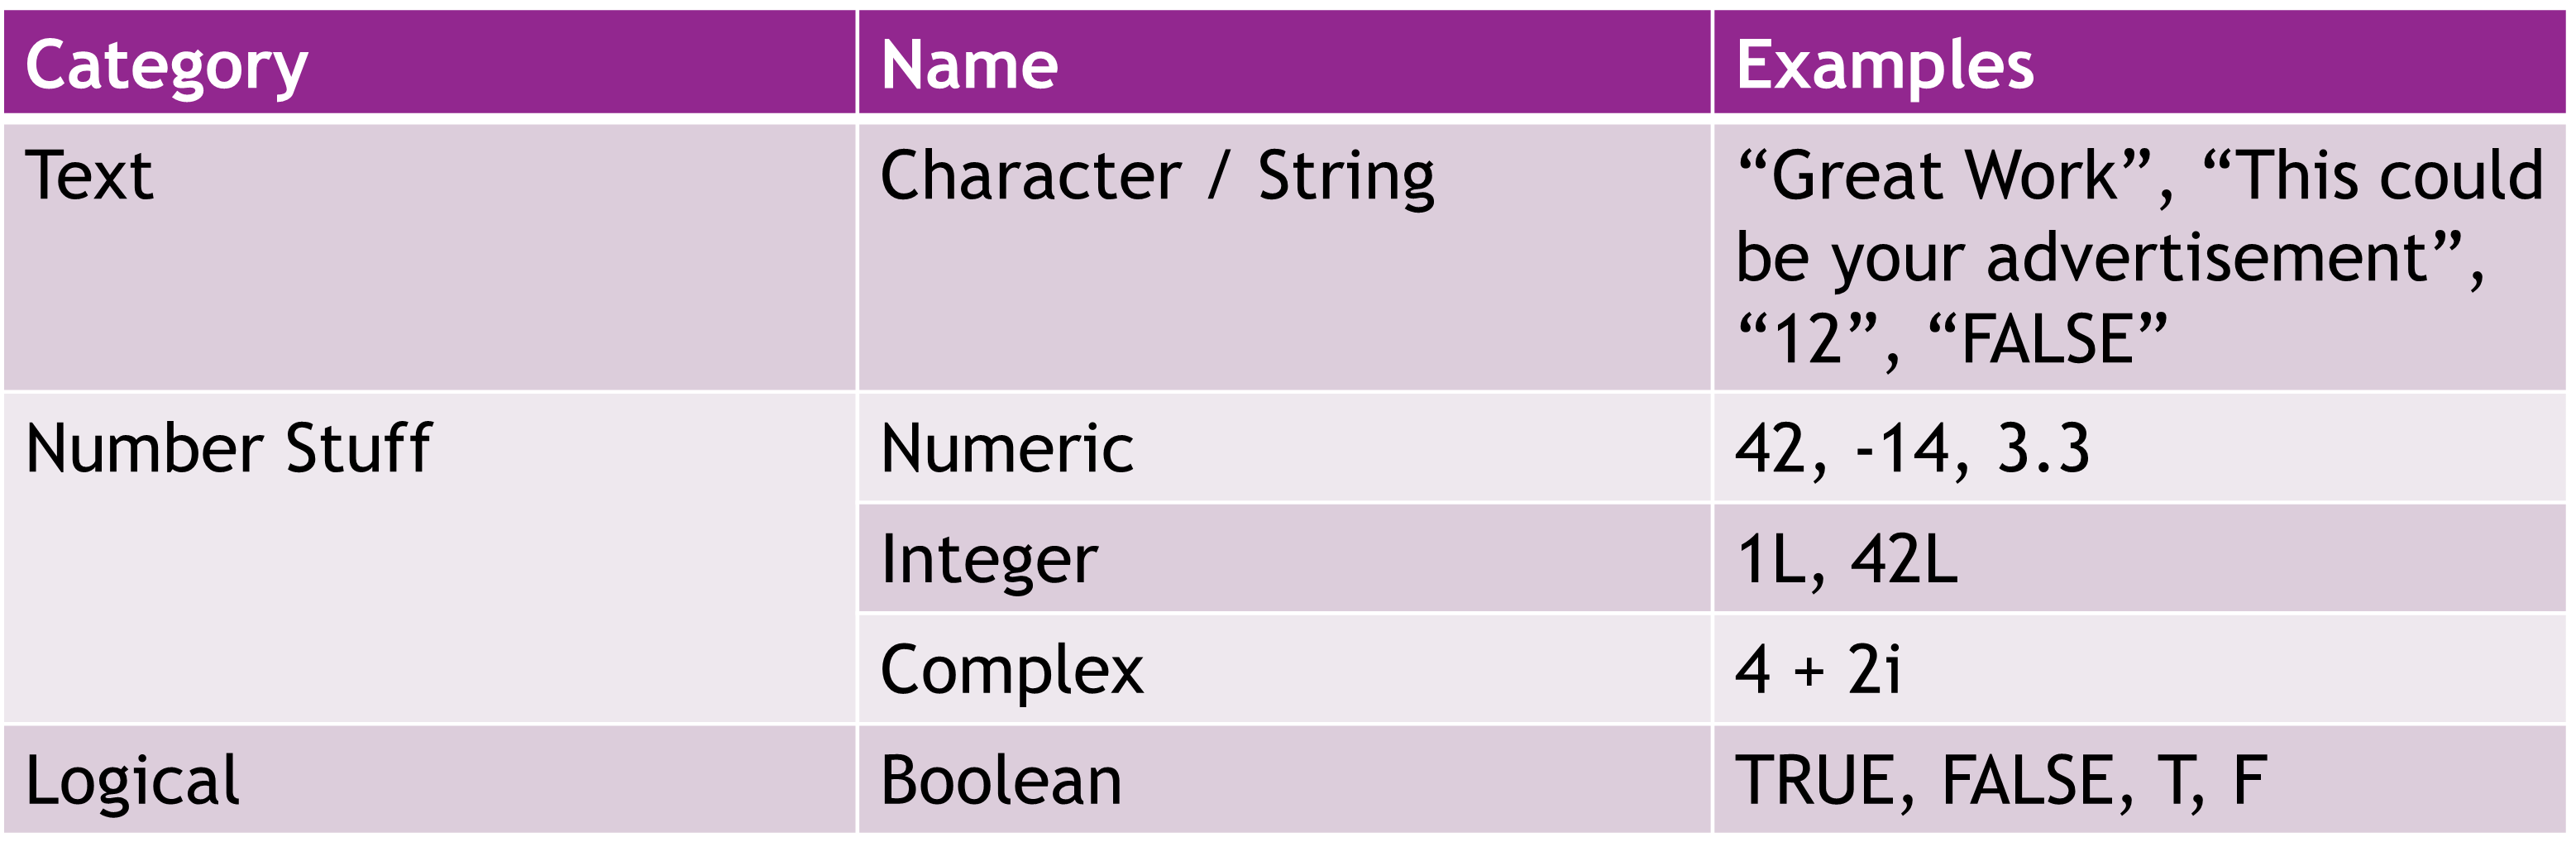 Category Name Examples
Text Character / String “Great Work”, “This could
be your advertisement”,
“12”, “FALSE”
Number Stuff Numeric 42, -14, 3.3
Integer 1L, 42L
Complex 4 + 2i
Logical Boolean TRUE, FALSE, T, F